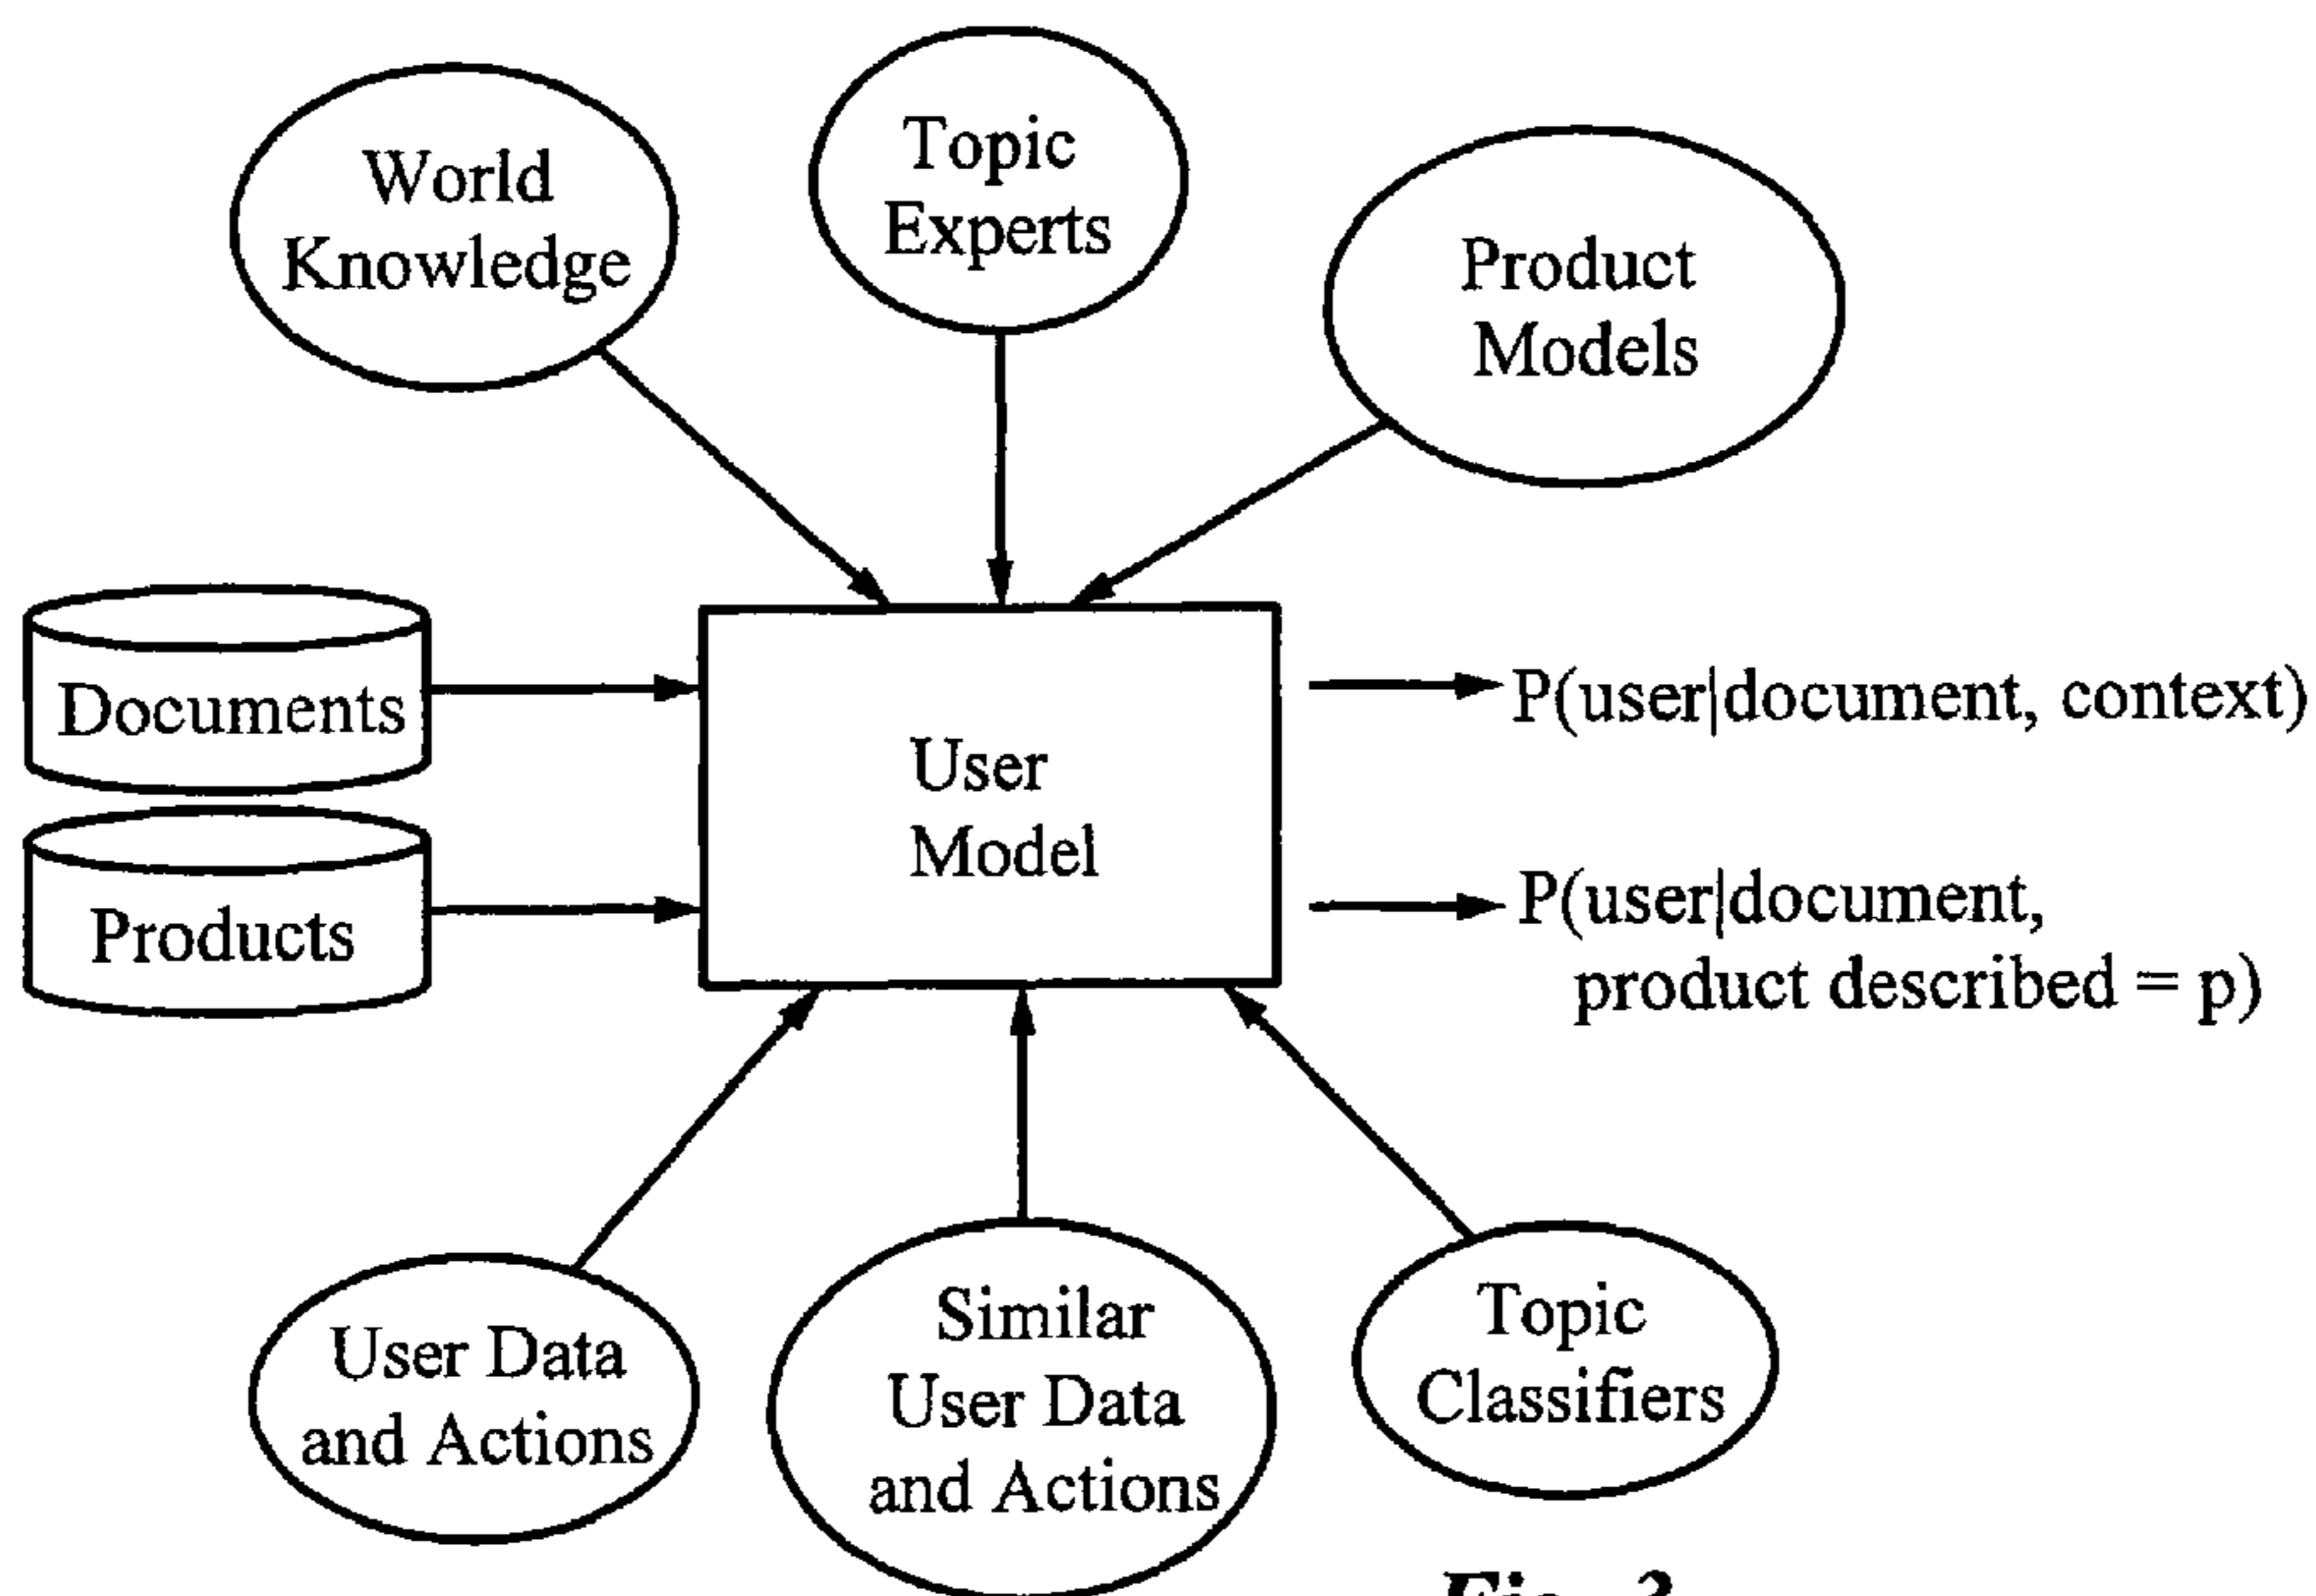 World
Knowledge
Topic
Experts
Product
Models
Documents
Products
User
Model
P(user|document, context)
P(user|document,
product described = p)
User Data
and Actions
Similar
User Data
and Actions
Topic
Classifiers